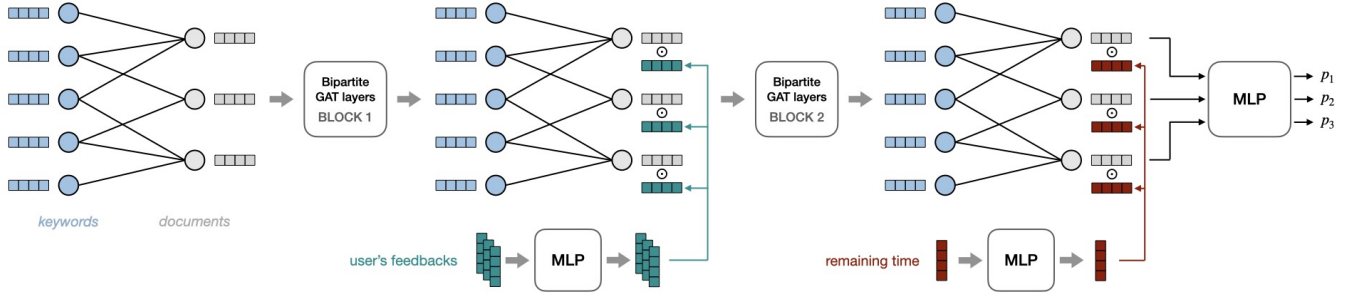 keywords
documents
Bipartite
GAT layers
BLOCK 1
user's feedbacks
MLP
Bipartite
GAT layers
BLOCK 2
remaining time
MLP
MLP
p1
p2
p3